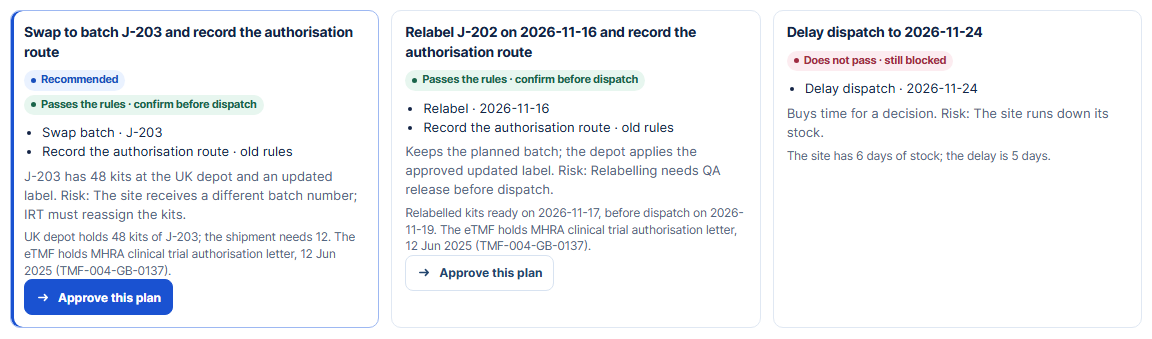 Swap to batch J-203 and record the authorisation
route
Recommended
Passes the rules · confirm before dispatch
Swap batch · J-203
Record the authorisation route · old rules
J-203 has 48 kits at the UK depot and an updated
label. Risk: The site receives a different batch number;
IRT must reassign the kits.
UK depot holds 48 kits of J-203; the shipment needs 12. The
eTMF holds MHRA clinical trial authorisation letter, 12 Jun
2025 (TMF-004-GB-0137).
→ Approve this plan
Relabel J-202 on 2026-11-16 and record the
authorisation route
Passes the rules · confirm before dispatch
Relabel · 2026-11-16
Record the authorisation route · old rules
Keeps the planned batch; the depot applies the
approved updated label. Risk: Relabelling needs QA
release before dispatch.
Relabelled kits ready on 2026-11-17, before dispatch on 2026-
11-19. The eTMF holds MHRA clinical trial authorisation letter,
12 Jun 2025 (TMF-004-GB-0137).
→ Approve this plan
Delay dispatch to 2026-11-24
Does not pass · still blocked
Delay dispatch · 2026-11-24
Buys time for a decision. Risk: The site runs down its
stock.
The site has 6 days of stock; the delay is 5 days.